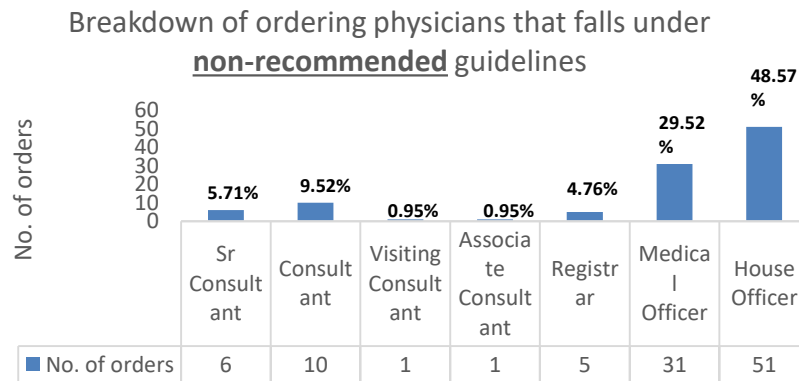 Breakdown of ordering physicians that falls under
non-recommended guidelines
No. of orders
60
50
40
30
20
10
0
5.71%
9.52%
0.95%
0.95%
4.76%
29.52
%
48.57
%
Sr
Consult
ant
Consult
ant
Visiting
Consult
ant
Associa
te
Consult
ant
Registr
ar
Medica
l
Officer
House
Officer
No. of orders 6 10 1 1 5 31 51